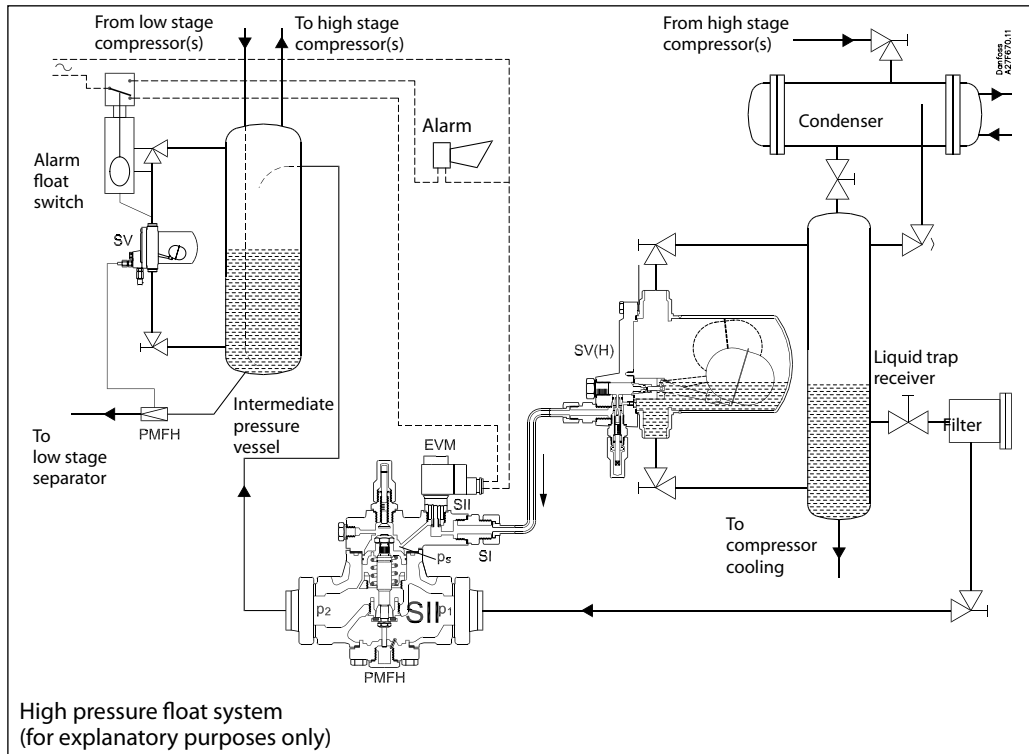 From low stage
compressor(s)
To high stage
compressor(s)
From high stage
compressor(s)
Danfoss
A27F670.11
Condenser
Alarm
Alarm
float
switch
SV
SV(H)
Liquid trap
receiver
Filter
Intermediate
pressure
vessel
PMFH
To
low stage
separator
EVM
SII
SI
ps
To
compressor
cooling
p2
SII
p1
PMFH
High pressure float system
(for explanatory purposes only)